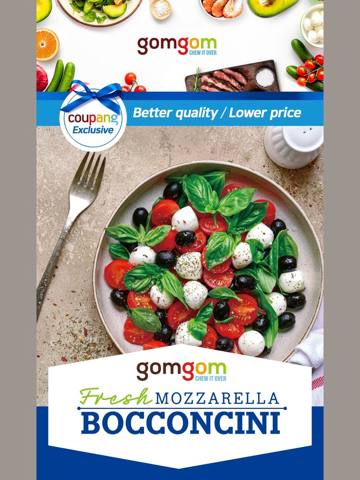 gomgom
CHEW IT OVER
coupang
Exclusive
Better quality / Lower price
gomgom
CHEW IT OVER
Fresh MOZZARELLA
BOCCONCINI